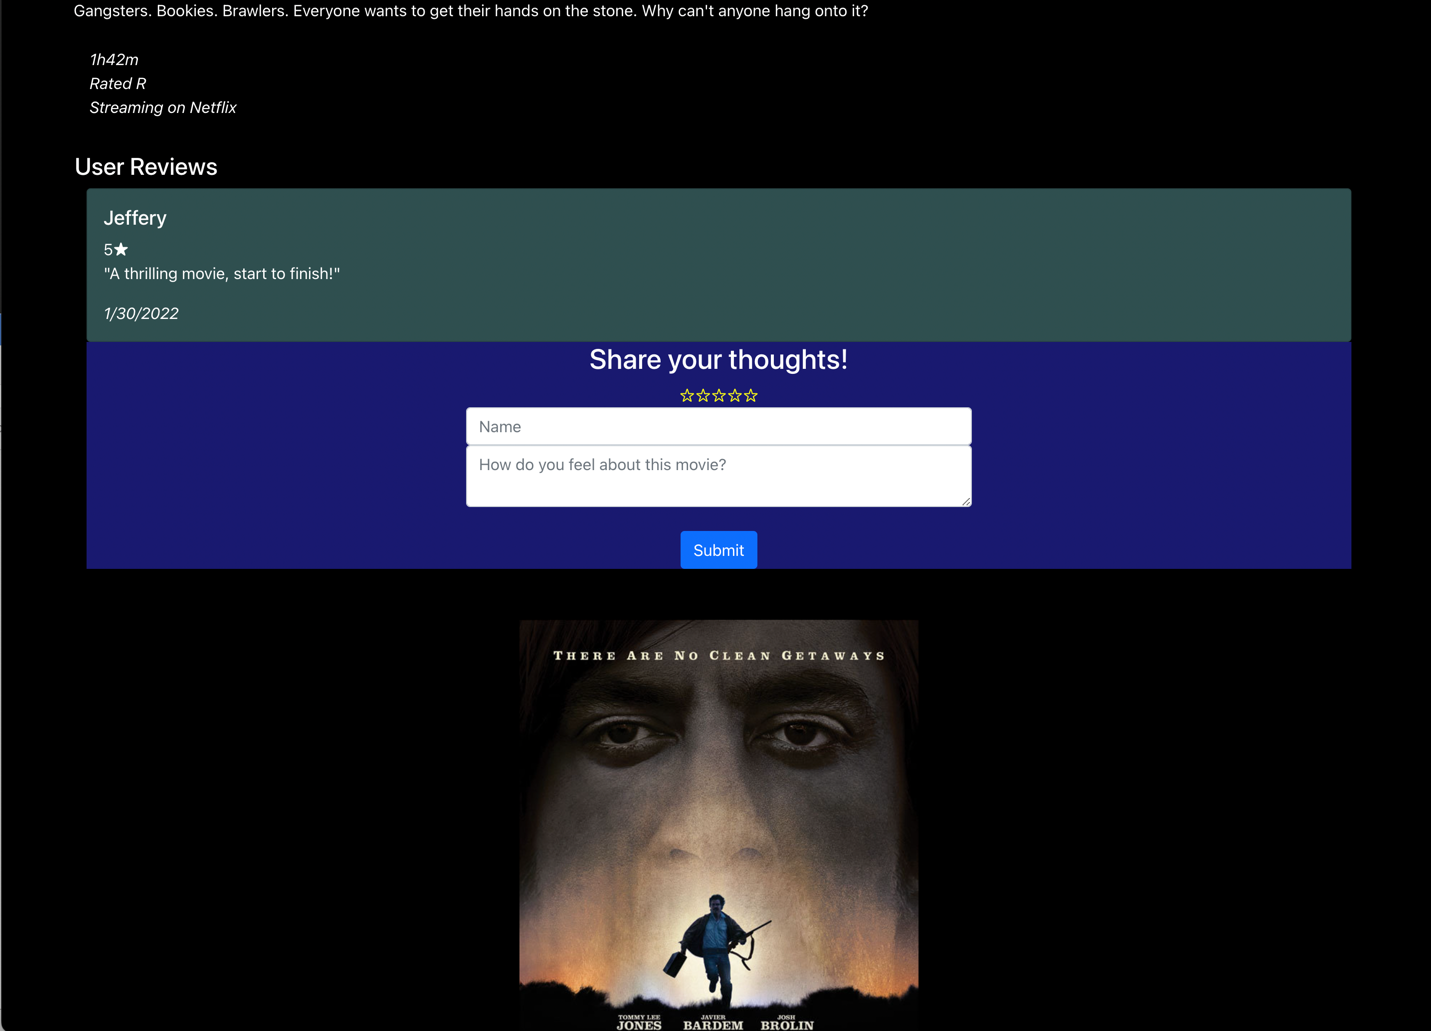 Gangsters. Bookies. Brawlers. Everyone wants to get their hands on the stone. Why can't anyone hang onto it?
1h42m
Rated R
Streaming on Netflix
User Reviews
Jeffery
5★
"A thrilling movie, start to finish!"
1/30/2022
Share your thoughts!
☆☆☆☆☆
Name
How do you feel about this movie?
Submit
THERE ARE NO CLEAN GETAWAYS
TOMMY LEE JONES JAVIER BARDEM JOSH BROLIN